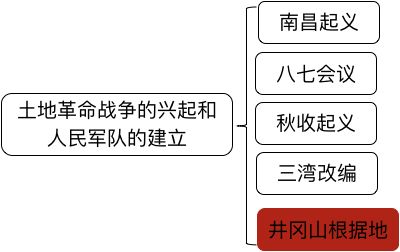 土地革命战争的兴起和
人民军队的建立
南昌起义
八七会议
秋收起义
三湾改编
井冈山根据地